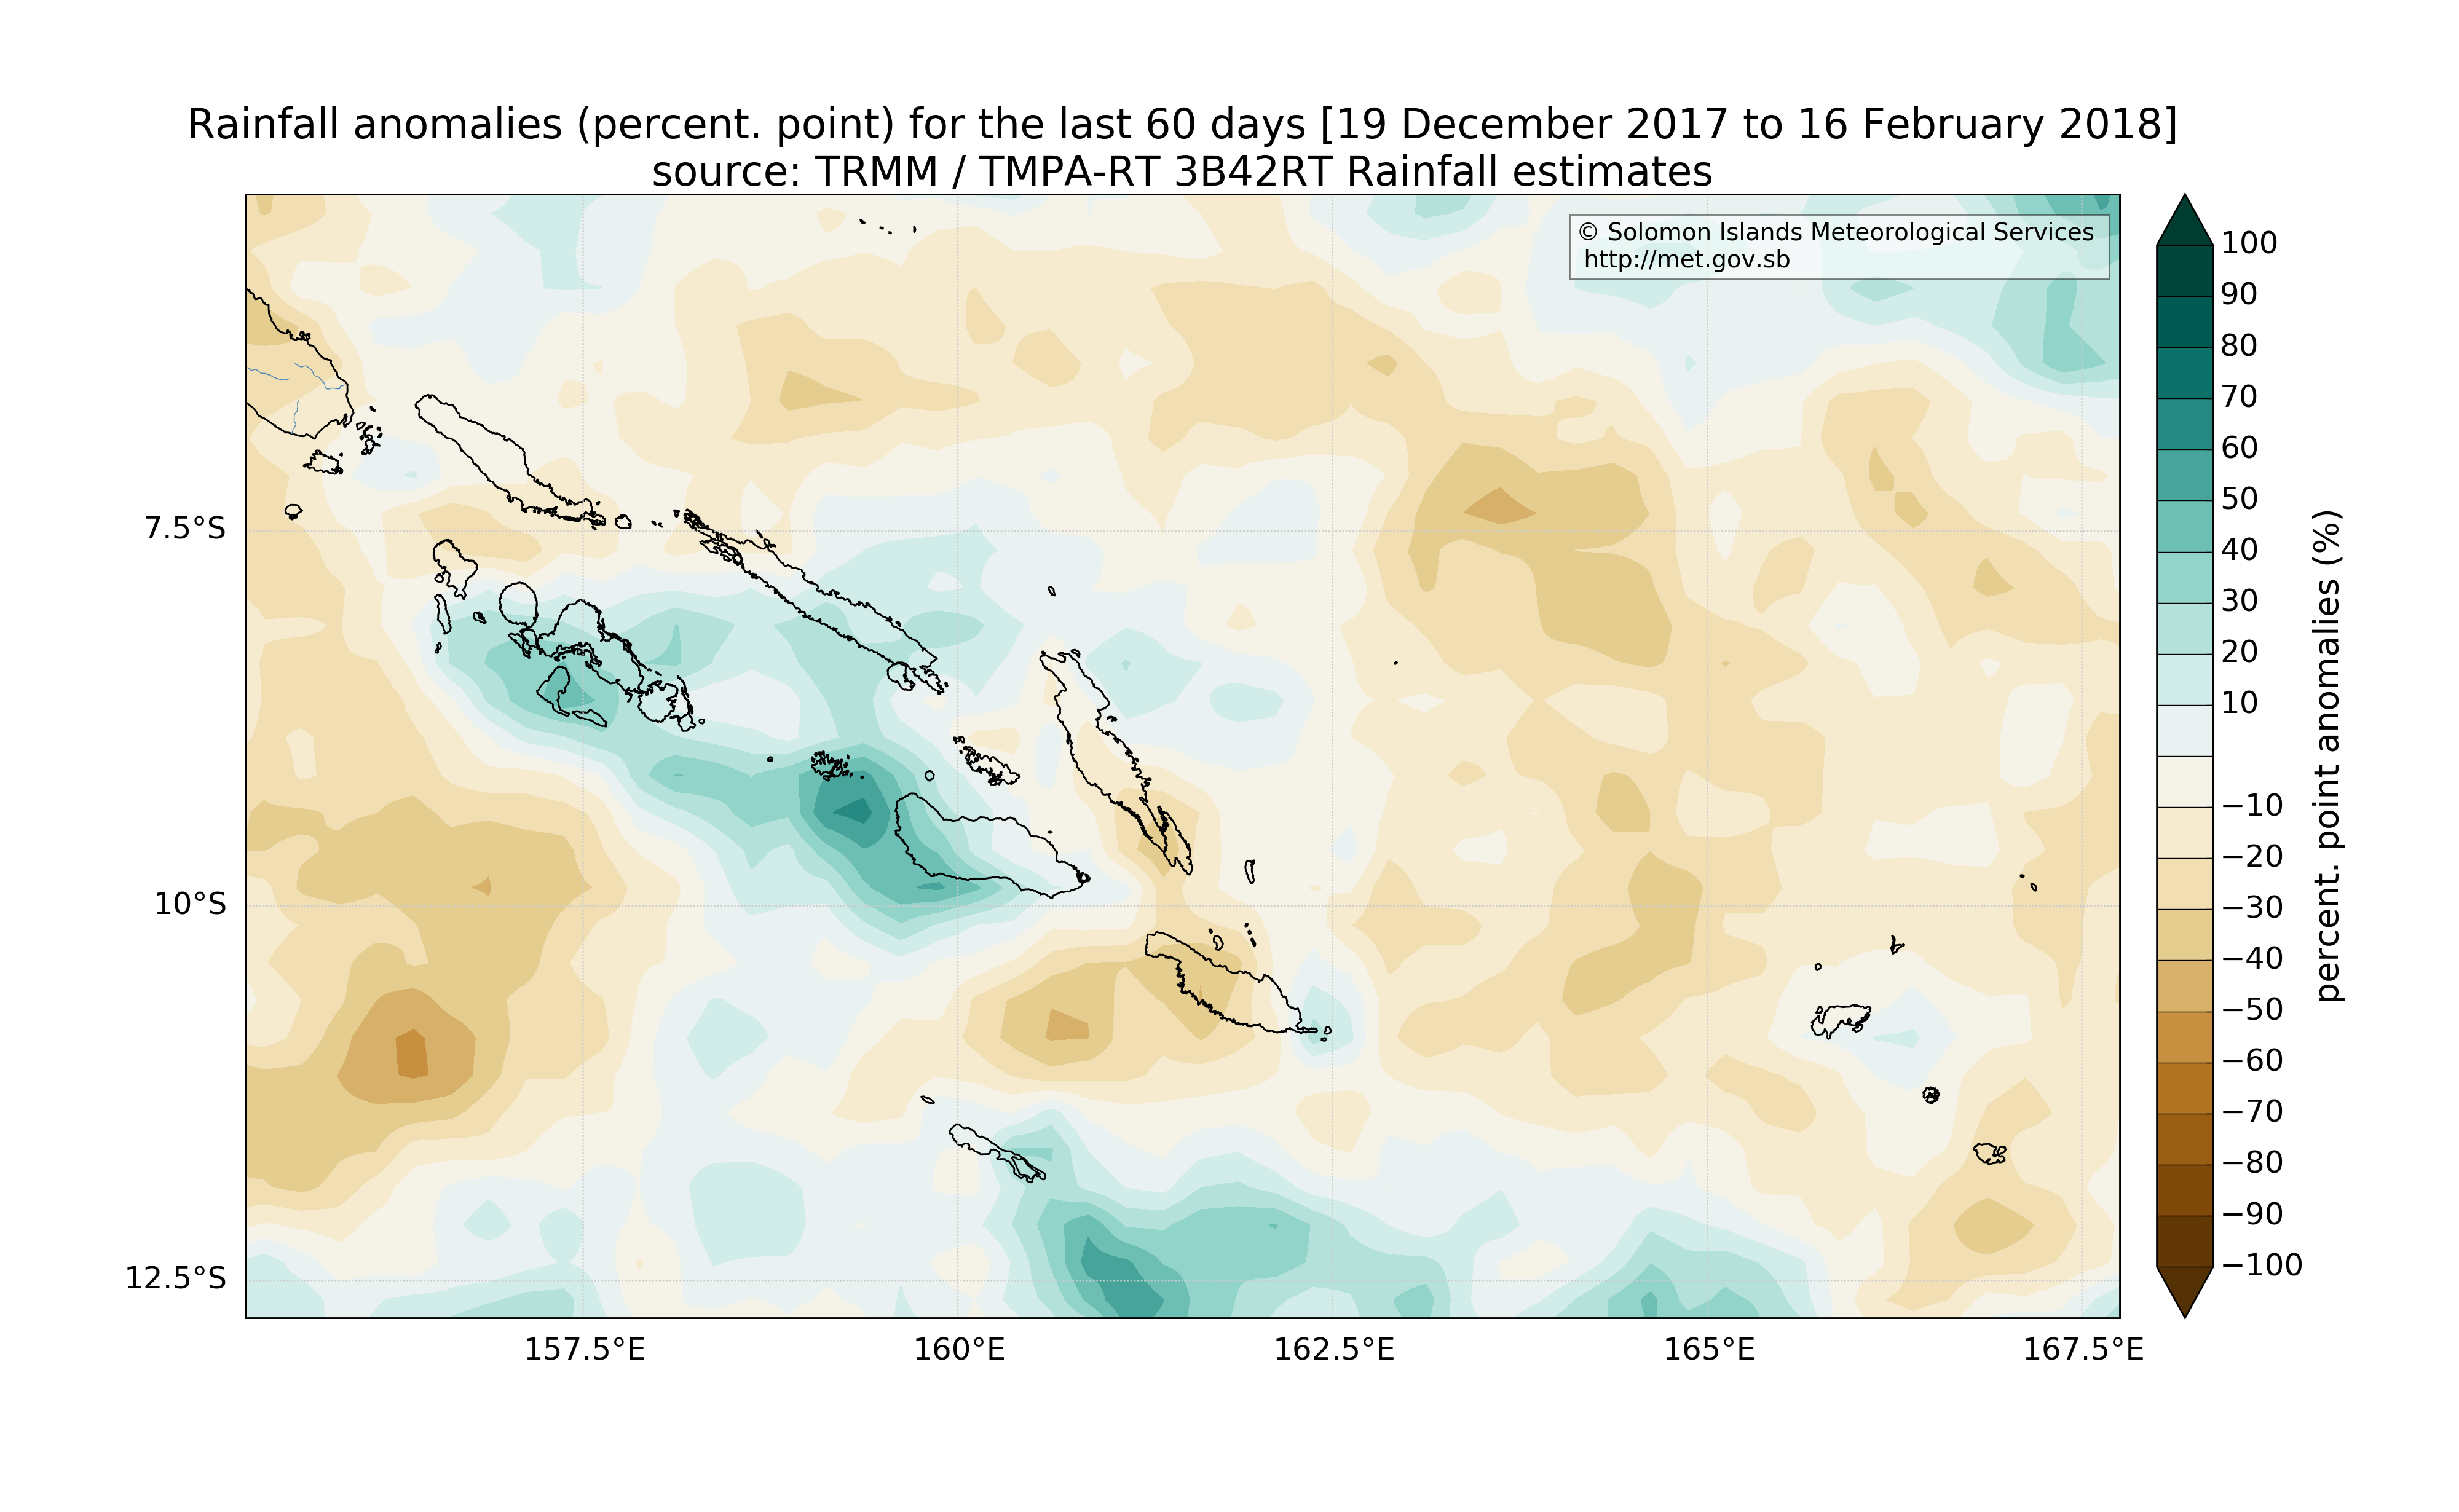 Rainfall anomalies (percent. point) for the last 60 days [19 December 2017 to 16 February 2018]
source: TRMM / TMPA-RT 3B42RT Rainfall estimates
© Solomon Islands Meteorological Services
http://met.gov.sb
7.5°S
10°S
12.5°S
157.5°E
160°E
162.5°E
165°E
167.5°E
100
90
80
70
60
50
40
30
20
10
−10
−20
−30
−40
−50
−60
−70
−80
−90
−100
percent. point anomalies (%)